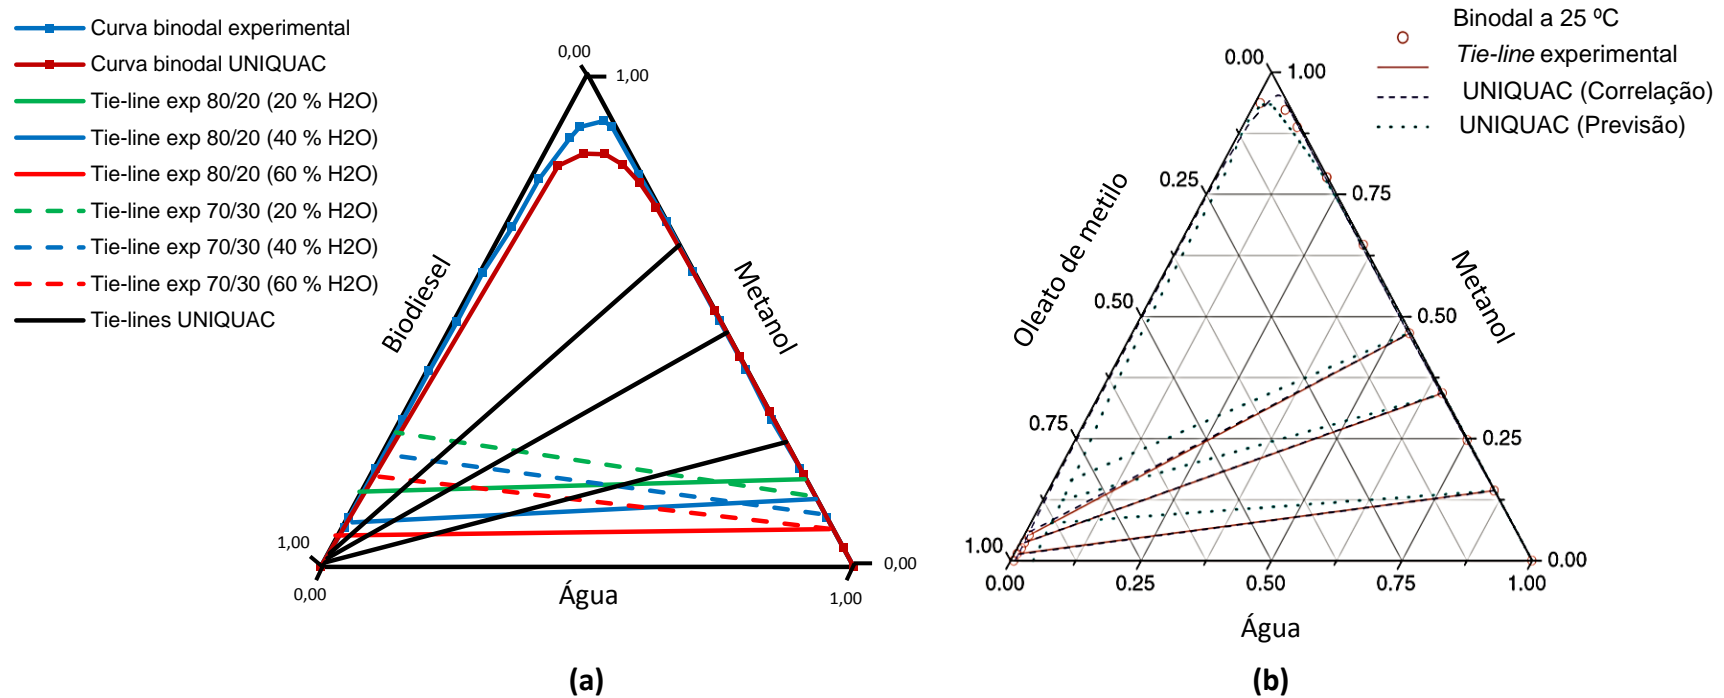 Curva binodal experimental
Curva binodal UNIQUAC
Tie-line exp 80/20 (20 % H2O)
Tie-line exp 80/20 (40 % H2O)
Tie-line exp 80/20 (60 % H2O)
Tie-line exp 70/30 (20 % H2O)
Tie-line exp 70/30 (40 % H2O)
Tie-line exp 70/30 (60 % H2O)
Tie-lines UNIQUAC
0,00
1,00
Biodiesel
Metanol
1,00
0,00
0,00
Água
1,00
(a)
Binodal a 25 ºC
Tie-line experimental
UNIQUAC (Correlação)
UNIQUAC (Previsão)
0.00
1.00
0.25
0.75
Oleato de metilo
Metanol
0.50
0.50
0.75
0.25
1.00
0.00
0.00
0.25
0.50
0.75
1.00
Água
(b)